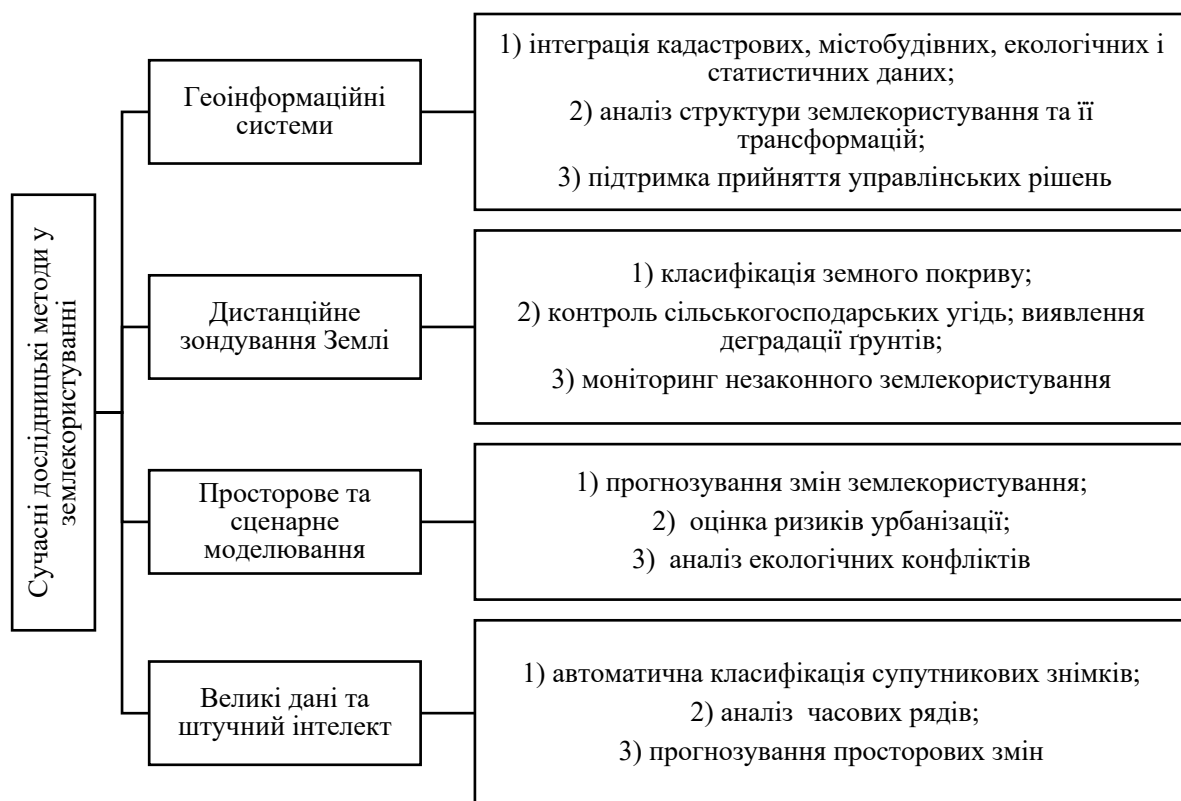 Сучасні дослідницькі методи у
землекористуванні
Геоінформаційні
системи
1) інтеграція кадастрових, містобудівних, екологічних і
статистичних даних;
2) аналіз структури землекористування та її
трансформацій;
3) підтримка прийняття управлінських рішень
Дистанційне
зондування Землі
1) класифікація земного покриву;
2) контроль сільськогосподарських угідь; виявлення
деградації ґрунтів;
3) моніторинг незаконного землекористування
Просторове та
сценарне
моделювання
1) прогнозування змін землекористування;
2) оцінка ризиків урбанізації;
3) аналіз екологічних конфліктів
Великі дані та
штучний інтелект
1) автоматична класифікація супутникових знімків;
2) аналіз часових рядів;
3) прогнозування просторових змін